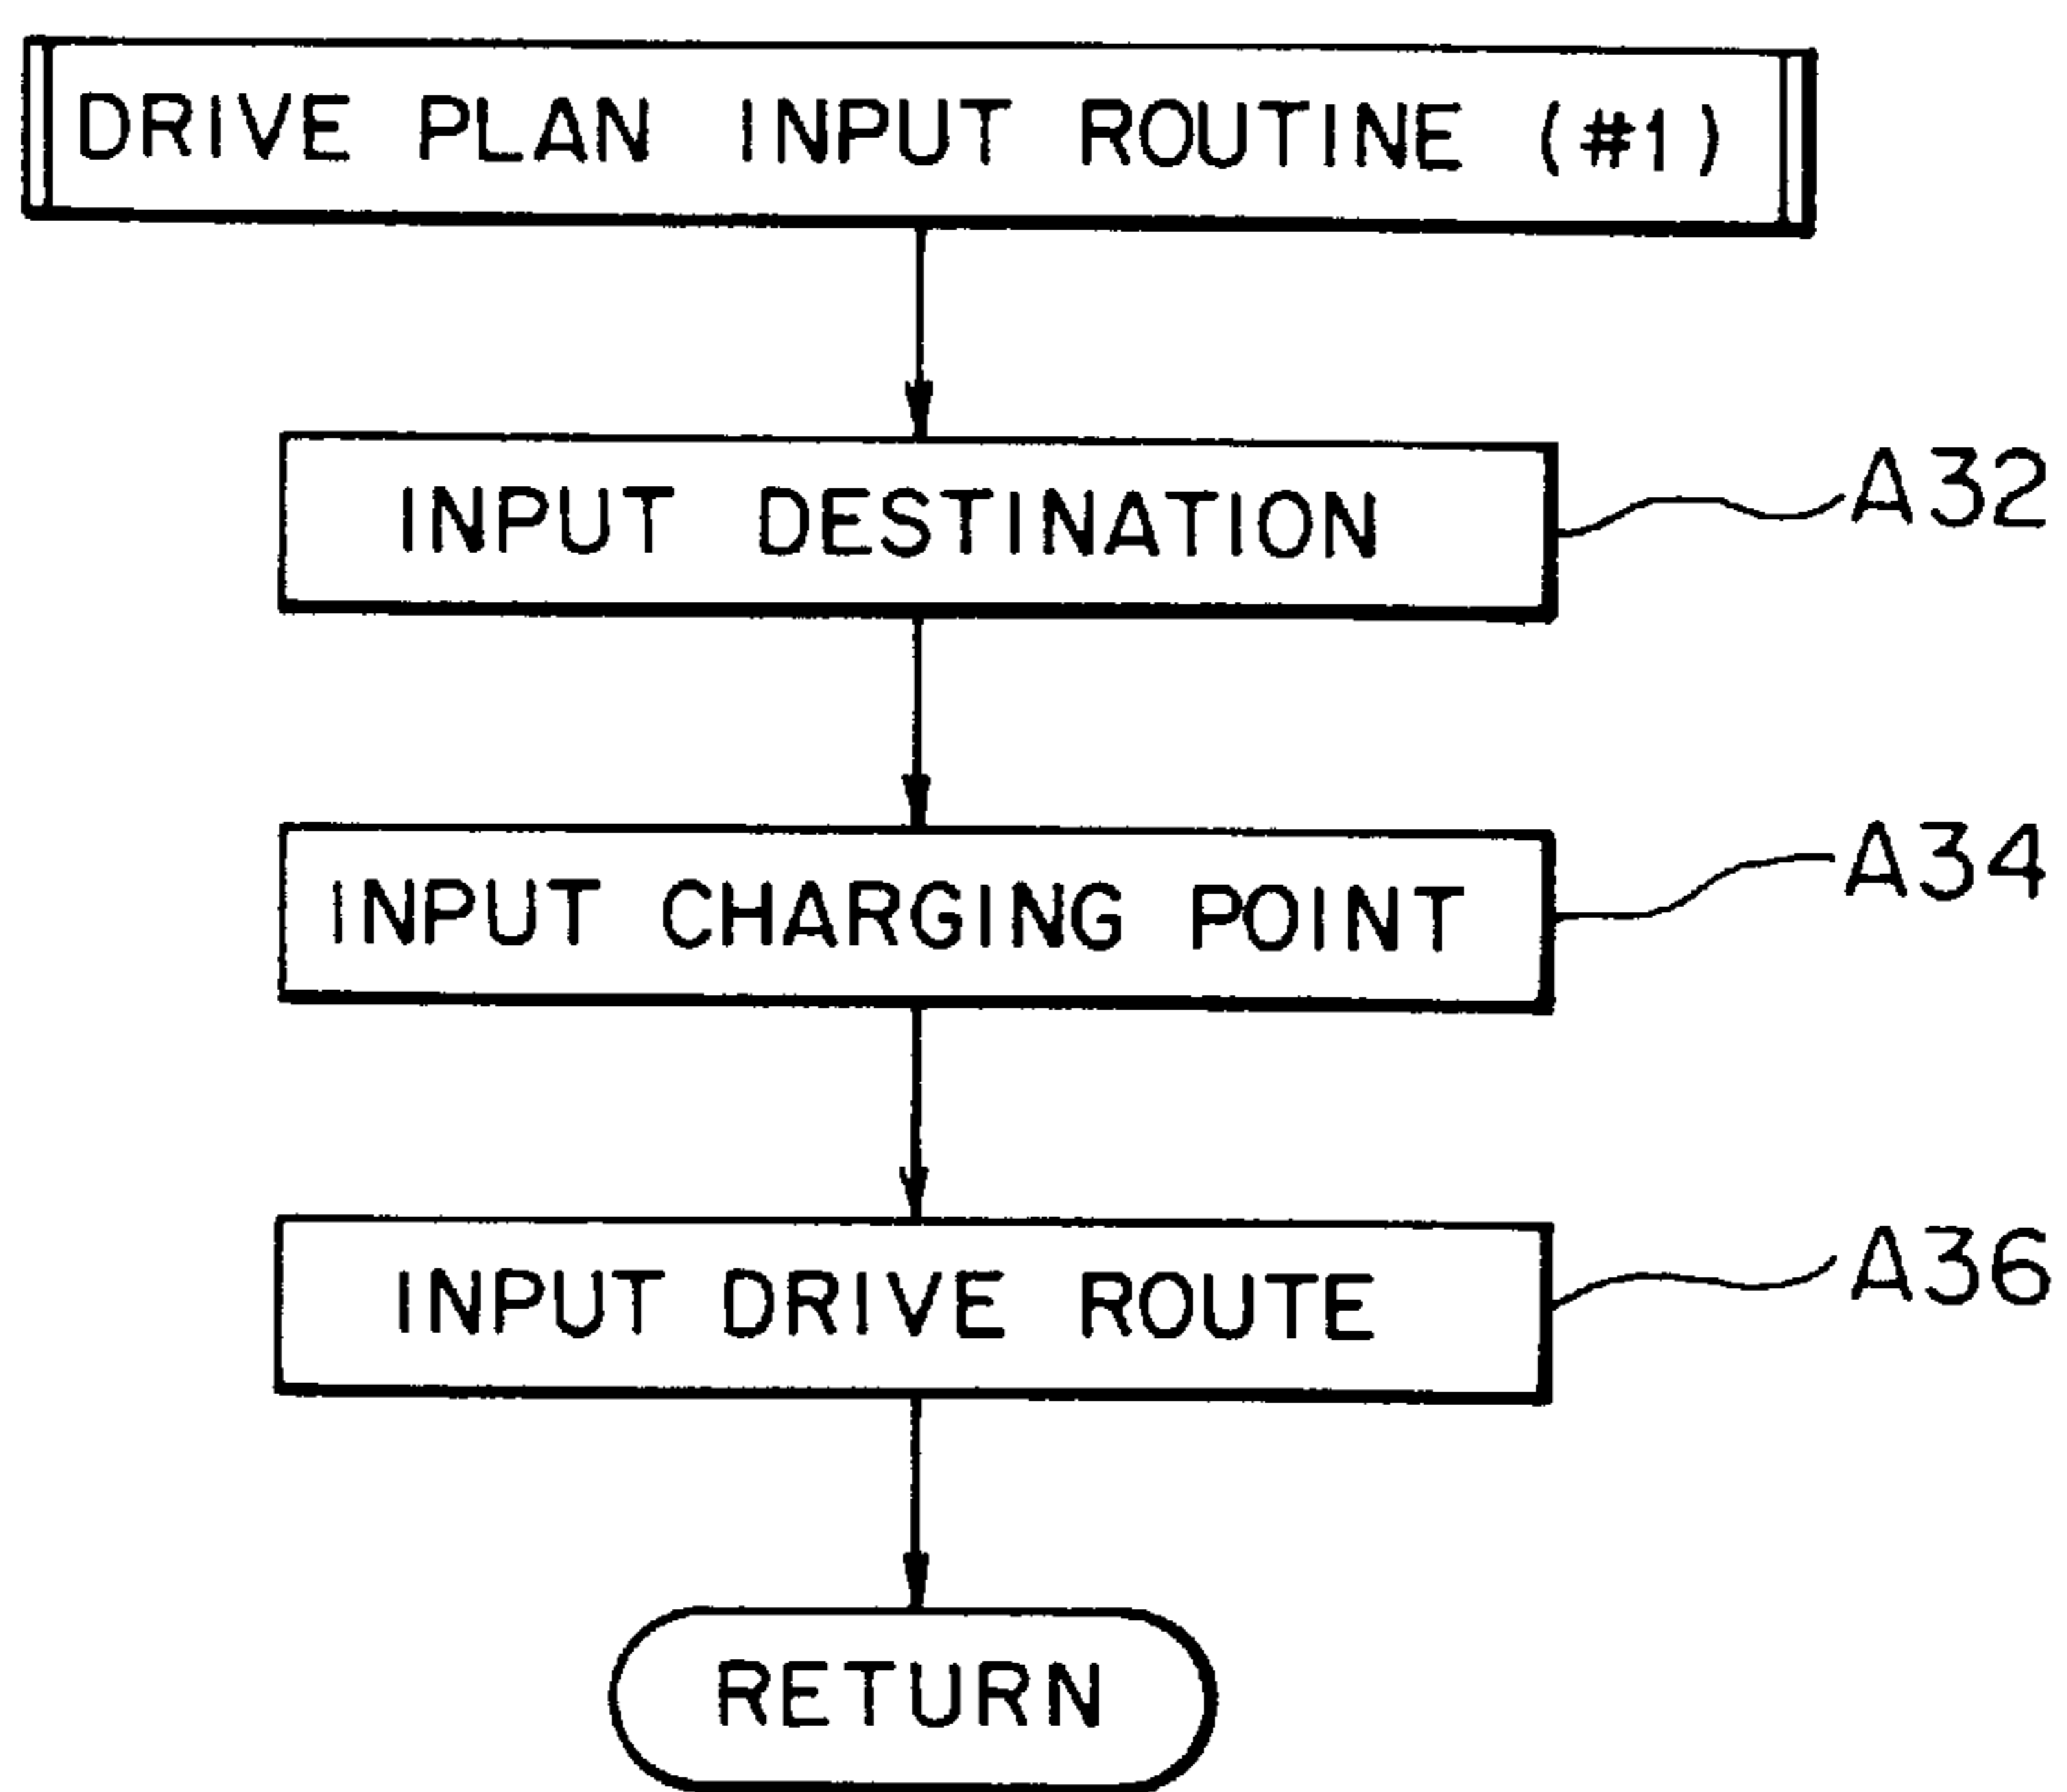 DRIVE PLAN INPUT ROUTINE (#1)
INPUT DESTINATION
A32
INPUT CHARGING POINT
A34
INPUT DRIVE ROUTE
A36
RETURN